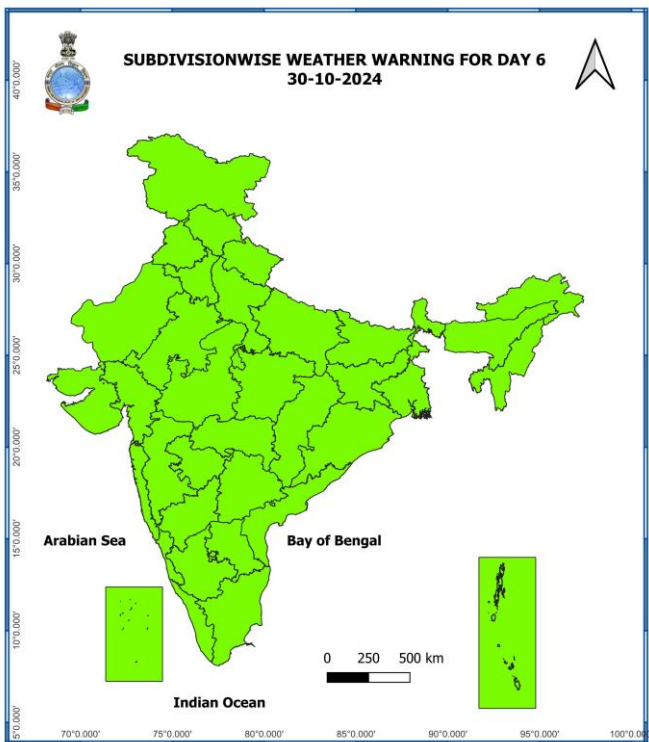 SUBDIVISIONWISE WEATHER WARNING FOR DAY 6
30-10-2024
40°0.000'
35°0.000'
30°0.000'
25°0.000'
20°0.000'
15°0.000'
10°0.000'
5°0.000'
Arabian Sea
Bay of Bengal
0 250 500 km
Indian Ocean
70°0.000' 75°0.000' 80°0.000' 85°0.000' 90°0.000' 95°0.000' 100°0.000'